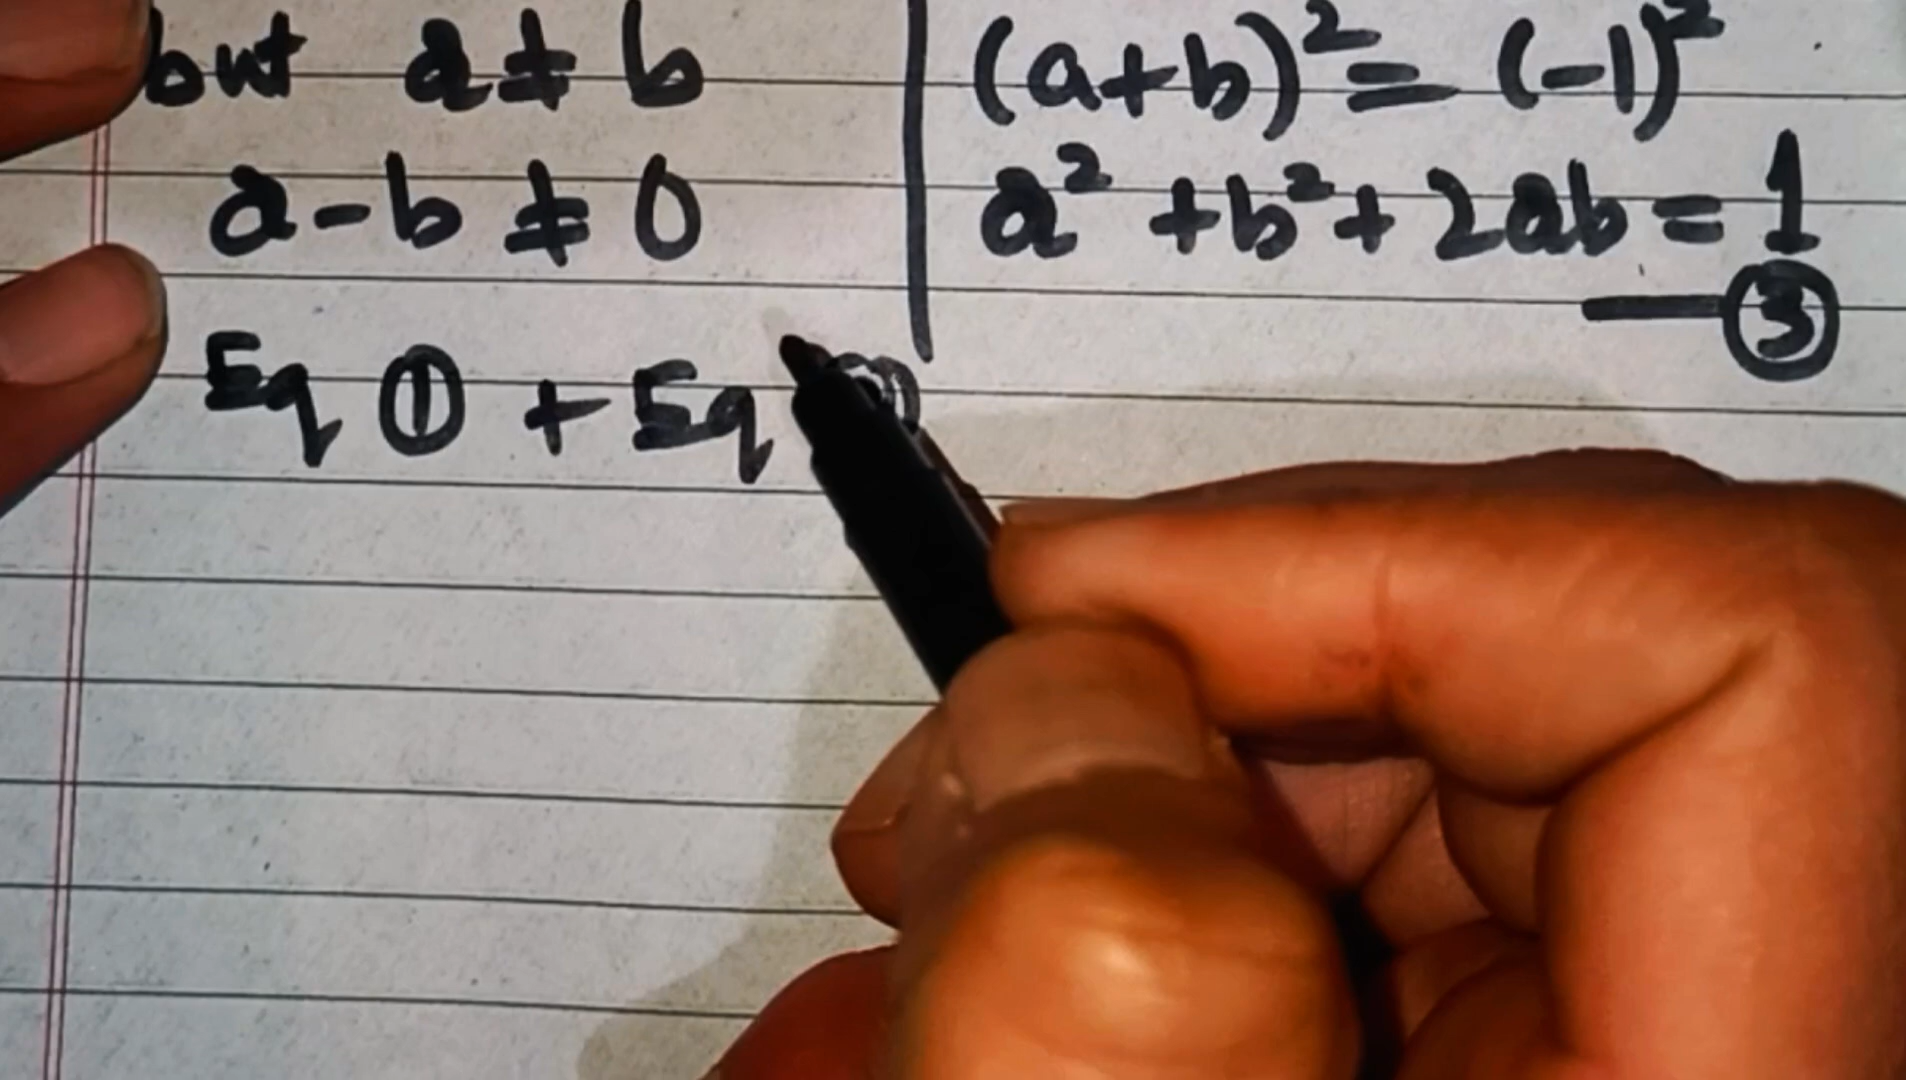 but a ≠ b
a - b ≠ 0
(a+b)² = (-1)²
a² + b² + 2ab = 1
— ③
Eq ① + Eq